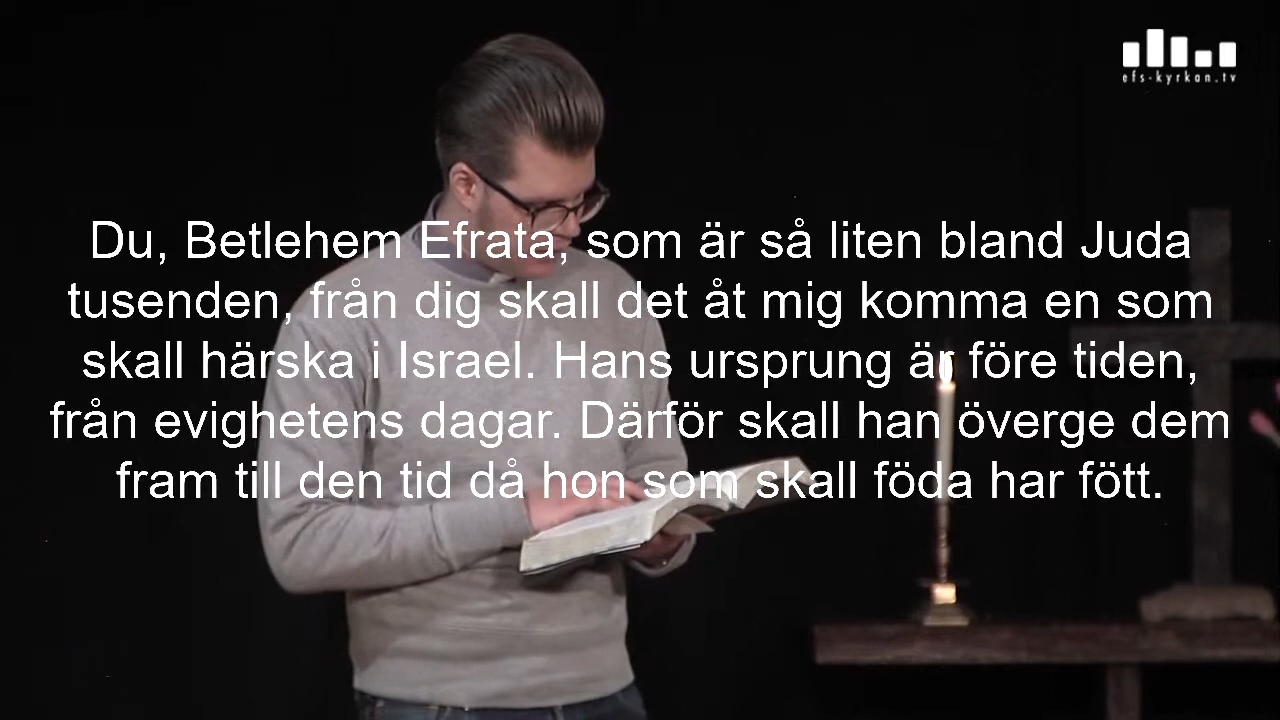 efs-kyrkan.tv
Du, Betlehem Efrata, som är så liten bland Juda
tusenden, från dig skall det åt mig komma en som
skall härska i Israel. Hans ursprung är före tiden,
från evighetens dagar. Därför skall han överge dem
fram till den tid då hon som skall föda har fött.